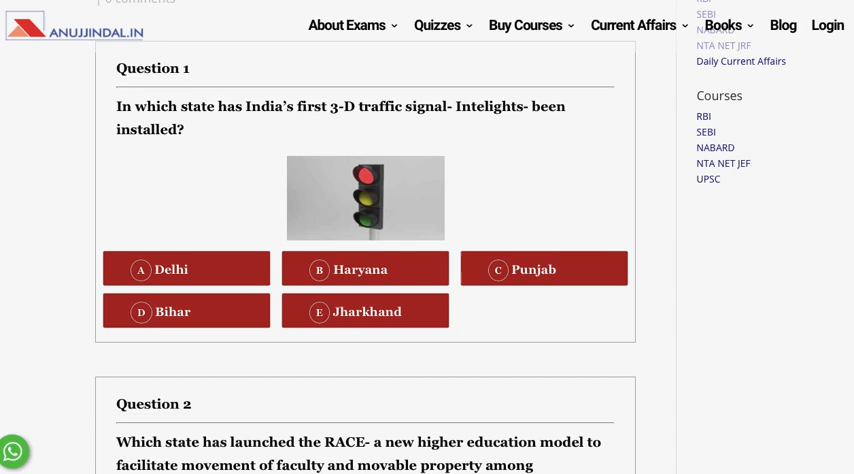 0 comments
ANUJJINDAL.IN
About Exams
Quizzes
Buy Courses
Current Affairs
Books
Blog
Login
Question 1
In which state has India’s first 3-D traffic signal- Intelights- been
installed?
A Delhi
B Haryana
C Punjab
D Bihar
E Jharkhand
Question 2
Which state has launched the RACE- a new higher education model to
facilitate movement of faculty and movable property among
SEBI
NABARD
NTA NET JRF
Daily Current Affairs
Courses
RBI
SEBI
NABARD
NTA NET JEF
UPSC